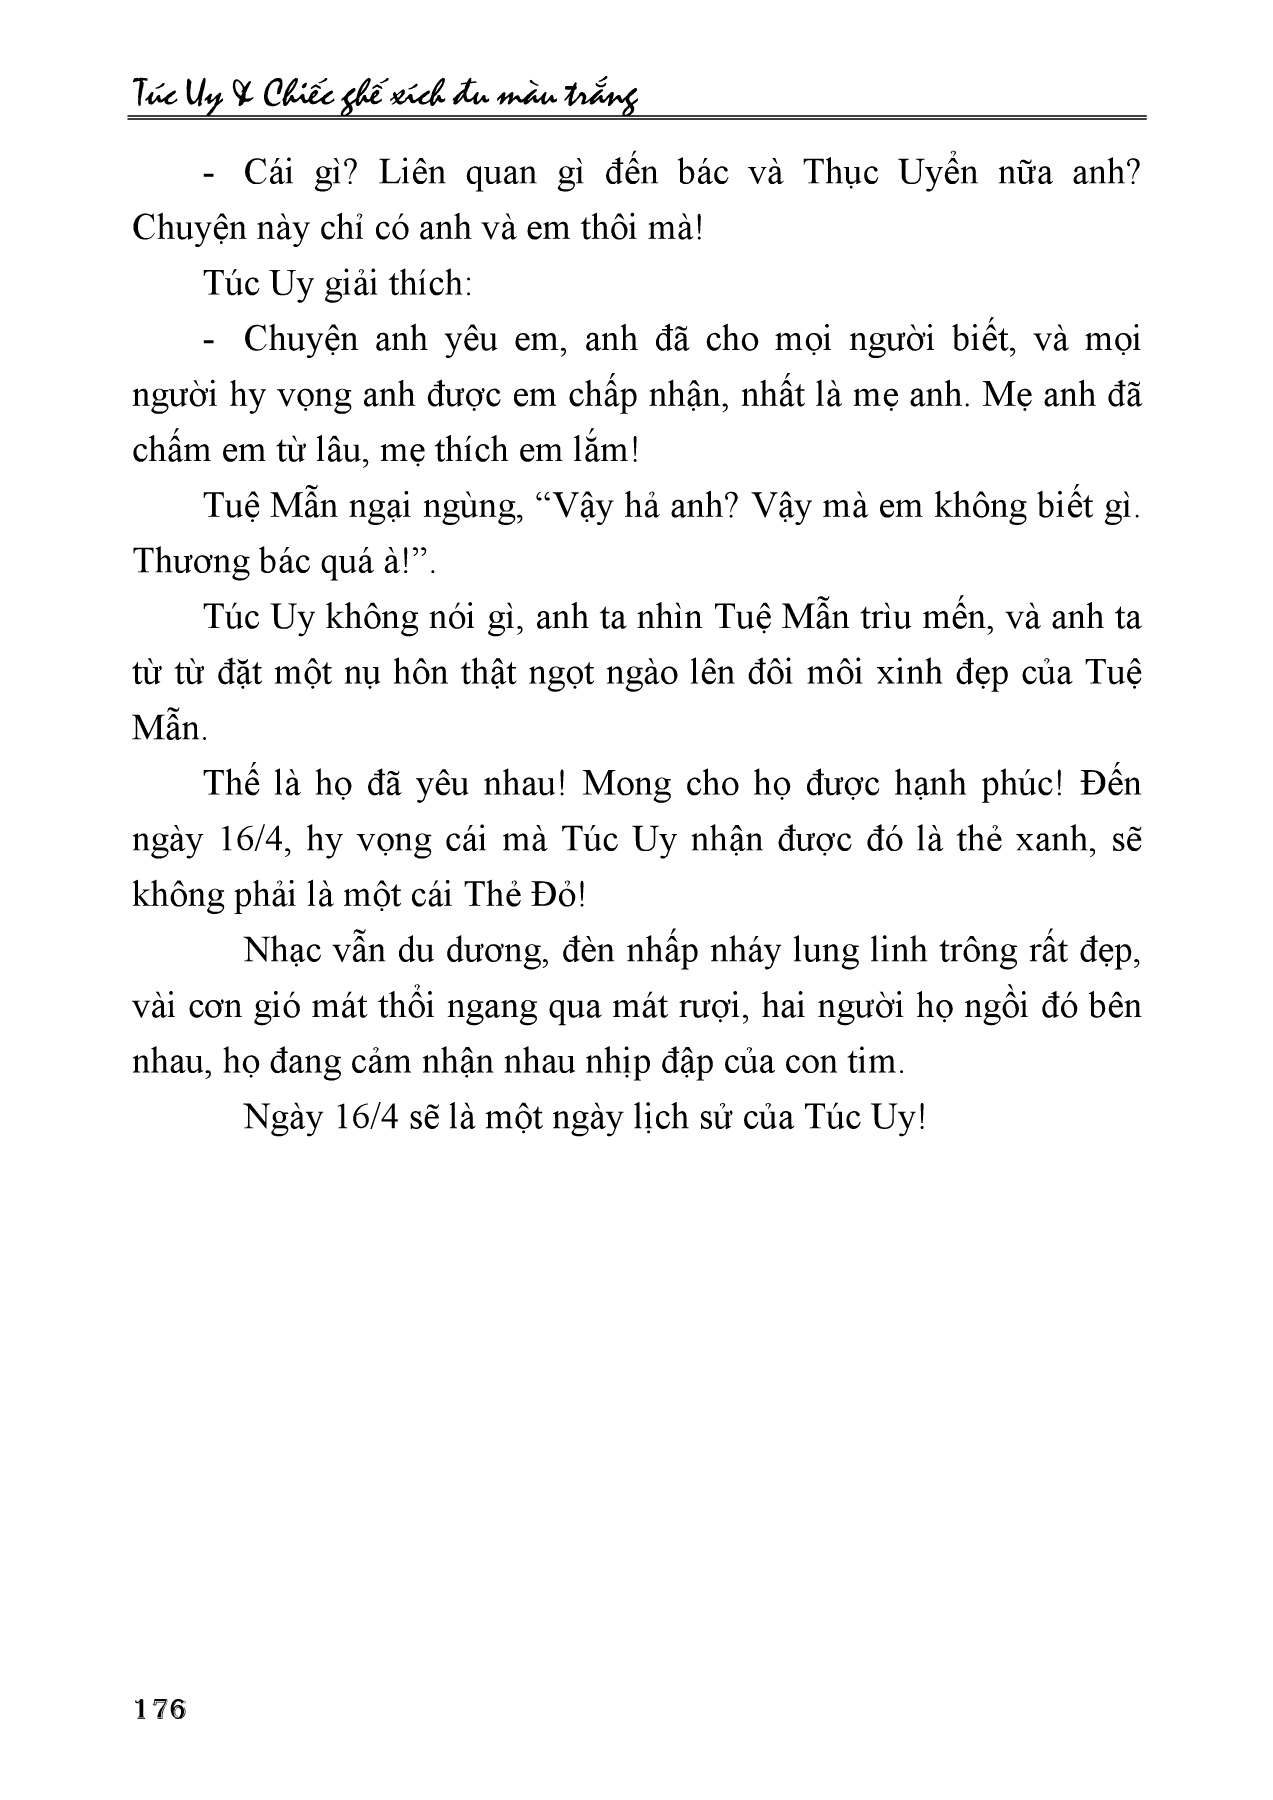 Túc Uy & Chiếc ghế xích đu màu trắng
- Cái gì? Liên quan gì đến bác và Thục Uyển nữa anh?
Chuyện này chỉ có anh và em thôi mà!
Túc Uy giải thích:
- Chuyện anh yêu em, anh đã cho mọi người biết, và mọi
người hy vọng anh được em chấp nhận, nhất là mẹ anh. Mẹ anh đã
chấm em từ lâu, mẹ thích em lắm!
Tuệ Mẫn ngại ngùng, “Vậy hả anh? Vậy mà em không biết gì.
Thương bác quá à!”.
Túc Uy không nói gì, anh ta nhìn Tuệ Mẫn trìu mến, và anh ta
từ từ đặt một nụ hôn thật ngọt ngào lên đôi môi xinh đẹp của Tuệ
Mẫn.
Thế là họ đã yêu nhau! Mong cho họ được hạnh phúc! Đến
ngày 16/4, hy vọng cái mà Túc Uy nhận được đó là thẻ xanh, sẽ
không phải là một cái Thẻ Đỏ!
Nhạc vẫn du dương, đèn nhấp nháy lung linh trông rất đẹp,
vài cơn gió mát thổi ngang qua mát rượi, hai người họ ngồi đó bên
nhau, họ đang cảm nhận nhau nhịp đập của con tim.
Ngày 16/4 sẽ là một ngày lịch sử của Túc Uy!
176